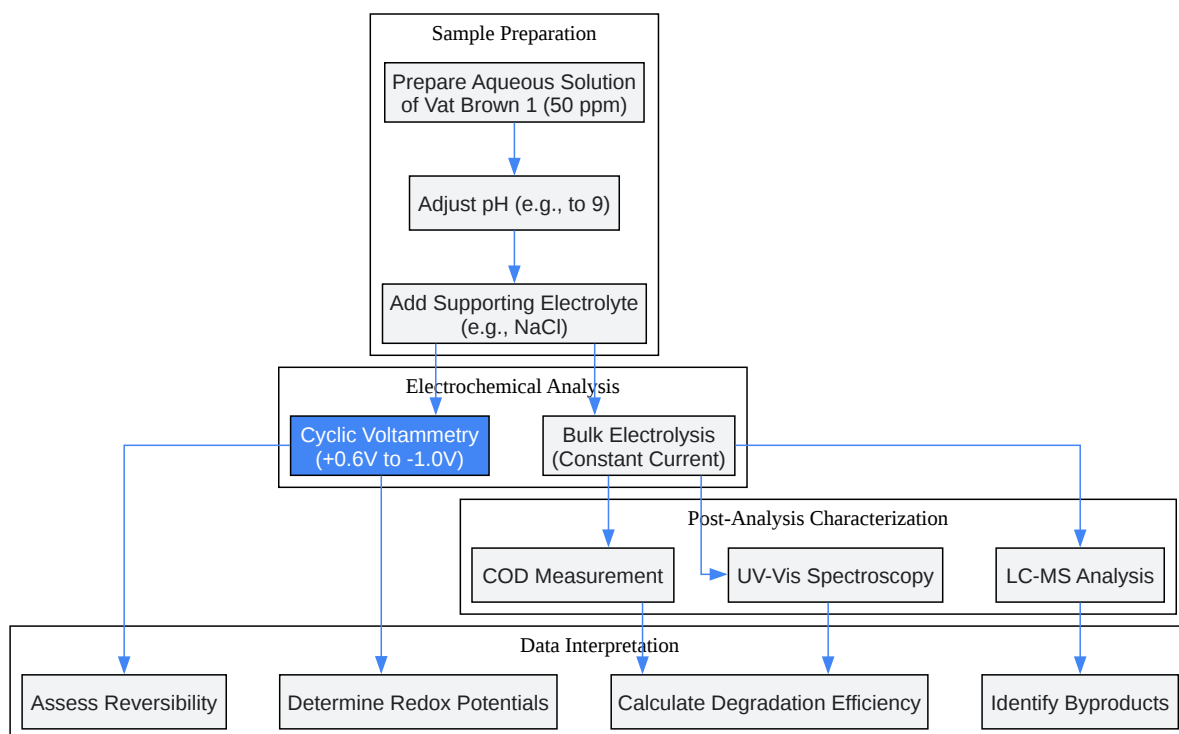 Sample Preparation
Prepare Aqueous Solution
of Vat Brown 1 (50 ppm)
Adjust pH (e.g., to 9)
Add Supporting Electrolyte
(e.g., NaCl)
Electrochemical Analysis
Cyclic Voltammetry
(+0.6V to -1.0V)
Bulk Electrolysis
(Constant Current)
Post-Analysis Characterization
COD Measurement
UV-Vis Spectroscopy
LC-MS Analysis
Data Interpretation
Assess Reversibility
Determine Redox Potentials
Calculate Degradation Efficiency
Identify Byproducts